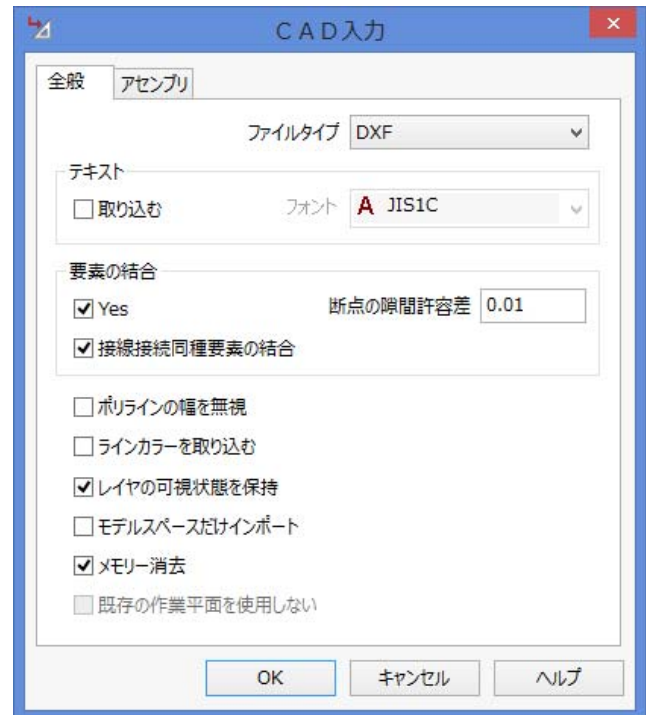 CAD入力
全般 アセンブリ
ファイルタイプ DXF
テキスト
取り込む フォント A JIS1C
要素の結合
Yes 断点の隙間許容差 0.01
接線接続同種要素の結合
ポリラインの幅を無視
ラインカラーを取り込む
レイヤの可視状態を保持
モデルスペースだけインポート
メモリー消去
既存の作業平面を使用しない
OK キャンセル ヘルプ